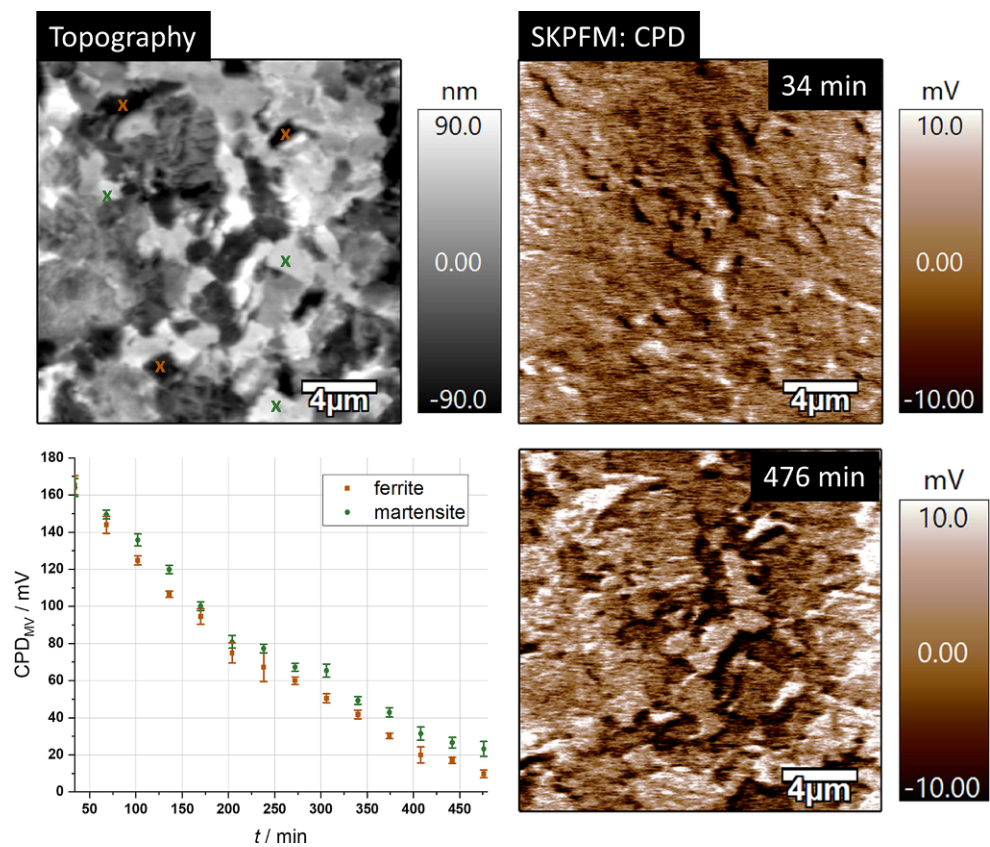 Topography
SKPFM: CPD
x
x
x
x
x
x
4μm
nm
90.0
0.00
-90.0
34 min
4μm
mV
10.0
0.00
-10.00
180
160
140
120
100
80
60
40
20
0
CPD_MV / mV
ferrite
martensite
50
100
150
200
250
300
350
400
450
t / min
476 min
4μm
mV
10.0
0.00
-10.00